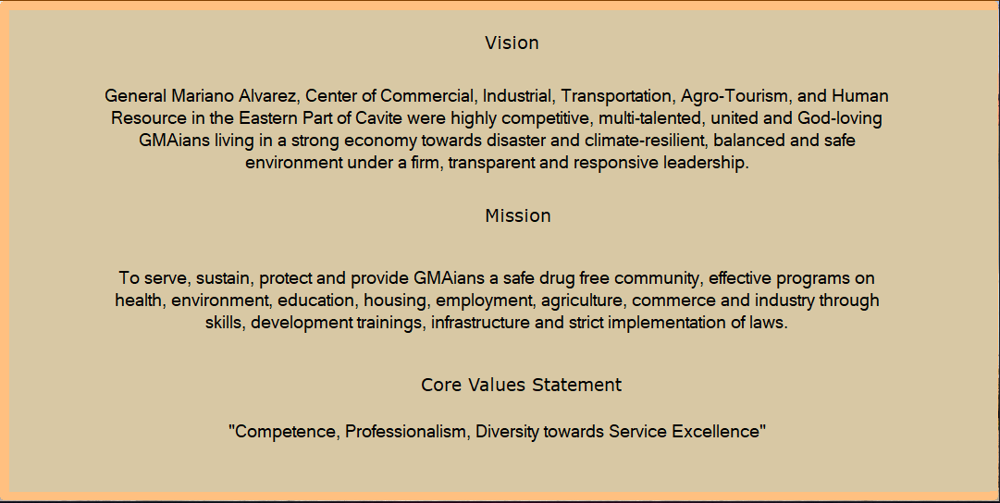 Vision
General Mariano Alvarez, Center of Commercial, Industrial, Transportation, Agro-Tourism, and Human
Resource in the Eastern Part of Cavite were highly competitive, multi-talented, united and God-loving
GMAians living in a strong economy towards disaster and climate-resilient, balanced and safe
environment under a firm, transparent and responsive leadership.
Mission
To serve, sustain, protect and provide GMAians a safe drug free community, effective programs on
health, environment, education, housing, employment, agriculture, commerce and industry through
skills, development trainings, infrastructure and strict implementation of laws.
Core Values Statement
"Competence, Professionalism, Diversity towards Service Excellence"